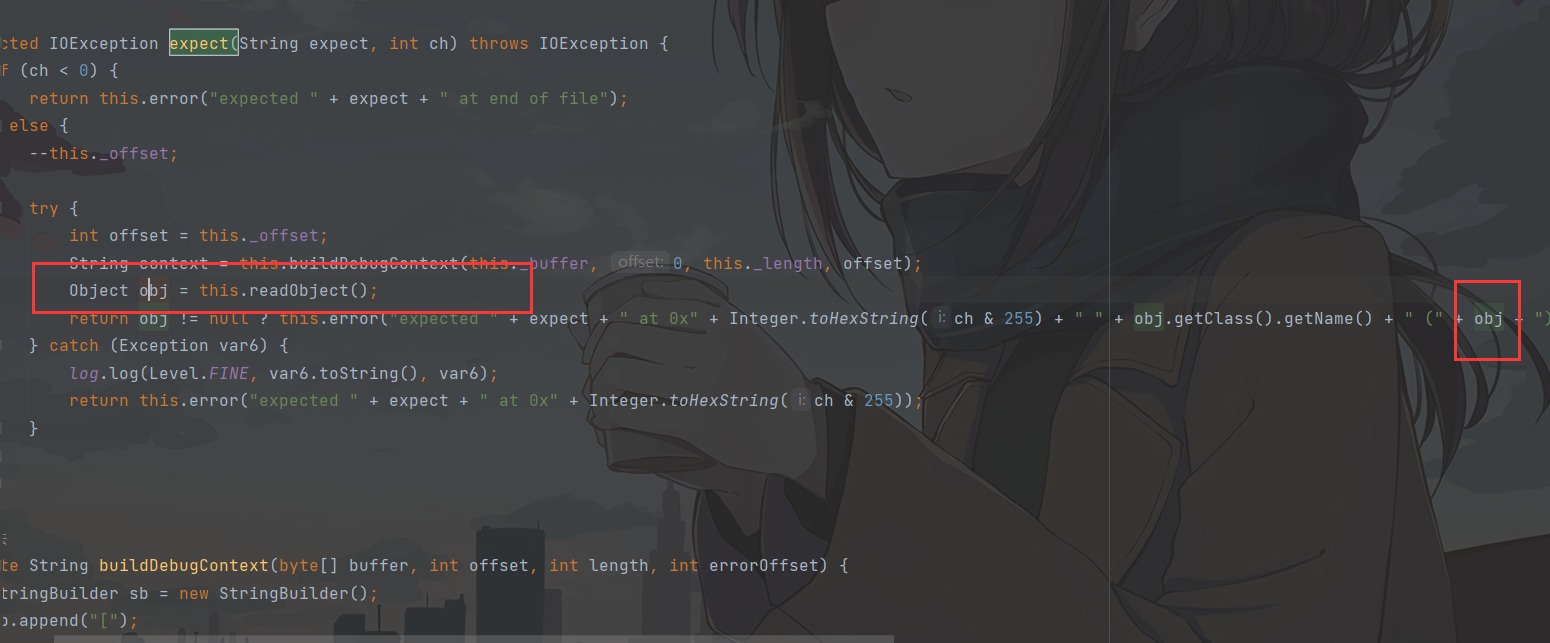 cted IOException expect(String expect, int ch) throws IOException {
if (ch < 0) {
return this.error("expected " + expect + " at end of file");
else {
--this._offset;
try {
int offset = this._offset;
String context = this.buildDebugContext(this._buffer, offset: 0, this._length, offset);
Object obj = this.readObject();
return obj != null ? this.error("expected " + expect + " at 0x" + Integer.toHexString( i: ch & 255) + " " + obj.getClass().getName() + " (" + obj + ")
} catch (Exception var6) {
log.log(Level.FINE, var6.toString(), var6);
return this.error("expected " + expect + " at 0x" + Integer.toHexString( i: ch & 255));
}
te String buildDebugContext(byte[] buffer, int offset, int length, int errorOffset) {
tringBuilder sb = new StringBuilder();
b.append("[");